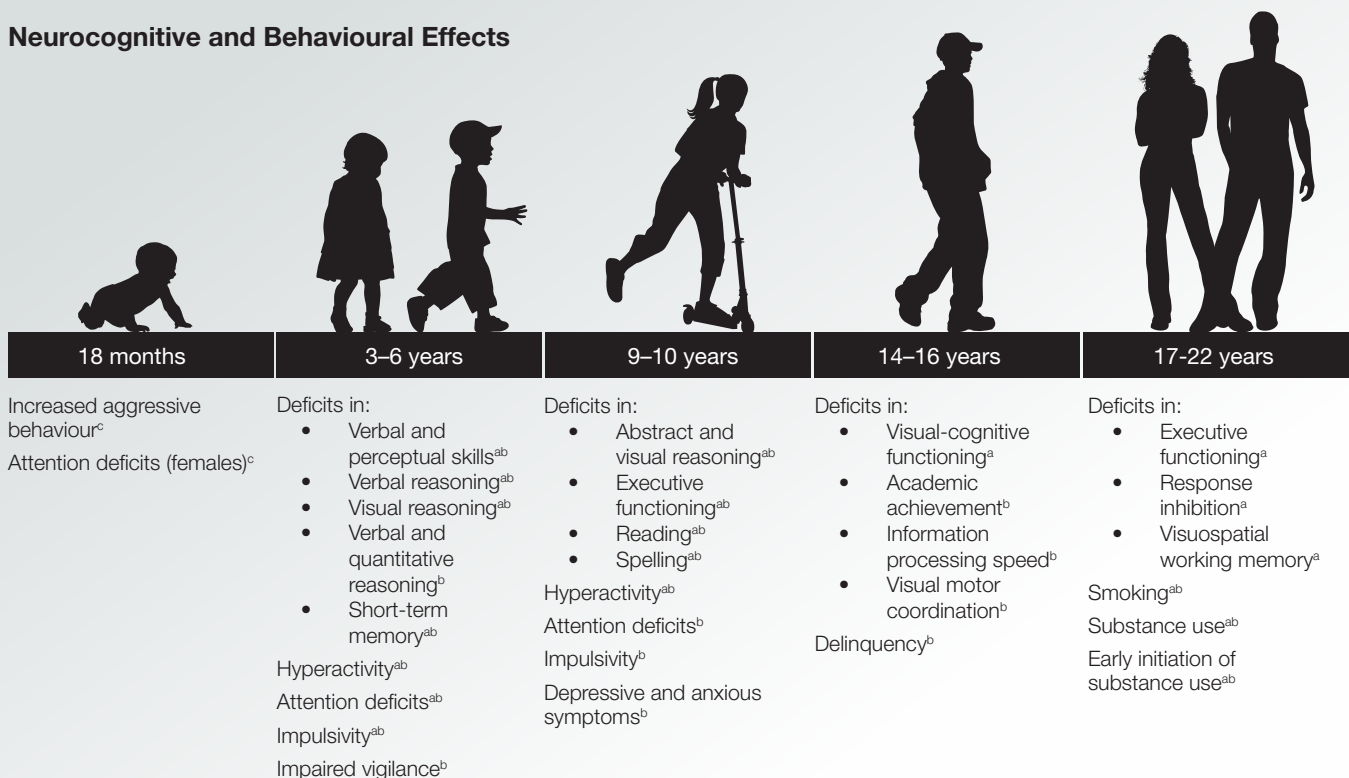 Neurocognitive and Behavioural Effects
18 months
Increased aggressive
behaviourᶜ
Attention deficits (females)ᶜ
3–6 years
Deficits in:
• Verbal and
perceptual skillsᵃᵇ
• Verbal reasoningᵃᵇ
• Visual reasoningᵃᵇ
• Verbal and
quantitative
reasoningᵇ
• Short-term
memoryᵃᵇ
Hyperactivityᵃᵇ
Attention deficitsᵃᵇ
Impulsivityᵃᵇ
Impaired vigilanceᵇ
9–10 years
Deficits in:
• Abstract and
visual reasoningᵃᵇ
• Executive
functioningᵃᵇ
• Readingᵃᵇ
• Spellingᵃᵇ
Hyperactivityᵃᵇ
Attention deficitsᵇ
Impulsivityᵇ
Depressive and anxious
symptomsᵇ
14–16 years
Deficits in:
• Visual-cognitive
functioningᵃ
• Academic
achievementᵇ
• Information
processing speedᵇ
• Visual motor
coordinationᵇ
Delinquencyᵇ
17-22 years
Deficits in:
• Executive
functioningᵃ
• Response
inhibitionᵃ
• Visuospatial
working memoryᵃ
Smokingᵃᵇ
Substance useᵃᵇ
Early initiation of
substance useᵃᵇ